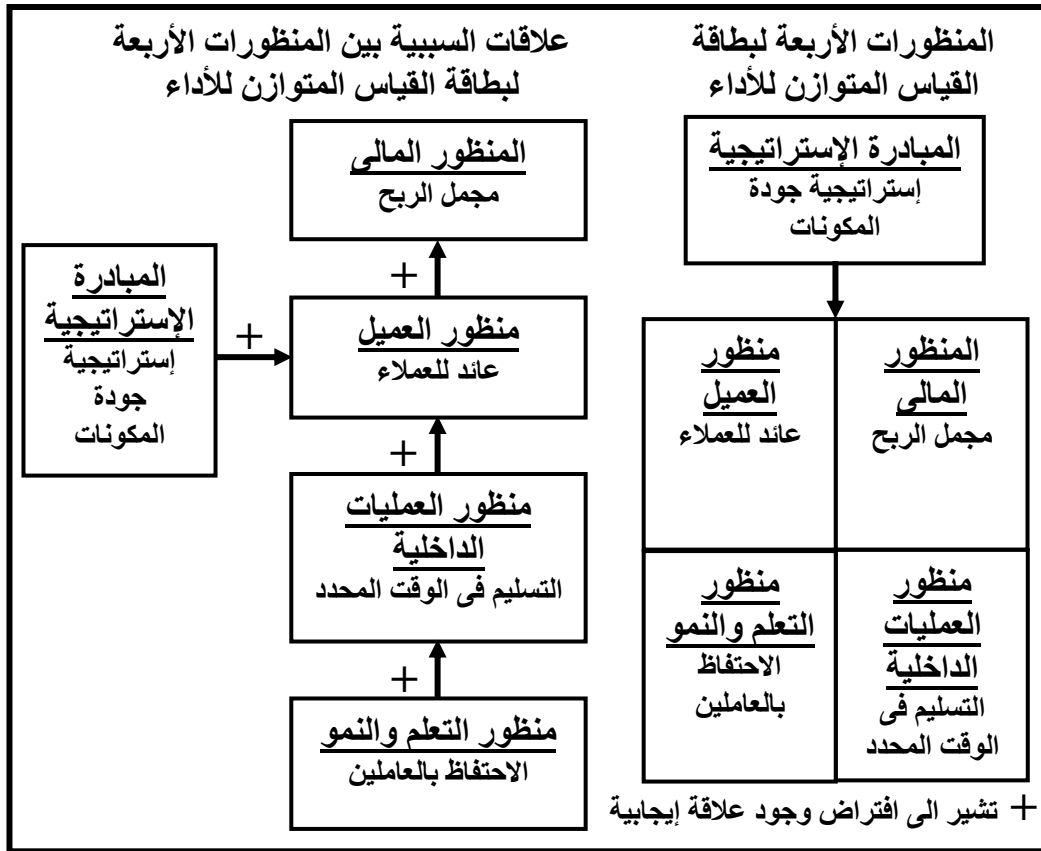 المنظورات الأربعة لبطاقة
القياس المتوازن للأداء
المبادرة الإستراتيجية
إستراتيجية جودة
المكونات
المنظور
المالى
مجمل الربح
منظور
العميل
عائد للعملاء
منظور
العمليات
الداخلية
التسليم فى
الوقت المحدد
منظور
التعلم والنمو
الاحتفاظ
بالعاملين
+ تشير الى افتراض وجود علاقة إيجابية
علاقات السببية بين المنظورات الأربعة
لبطاقة القياس المتوازن للأداء
المنظور المالى
مجمل الربح
+
منظور العميل
عائد للعملاء
+
المبادرة
الإستراتيجية
إستراتيجية
جودة
المكونات
+
منظور العمليات
الداخلية
التسليم فى الوقت المحدد
+
منظور التعلم والنمو
الاحتفاظ بالعاملين